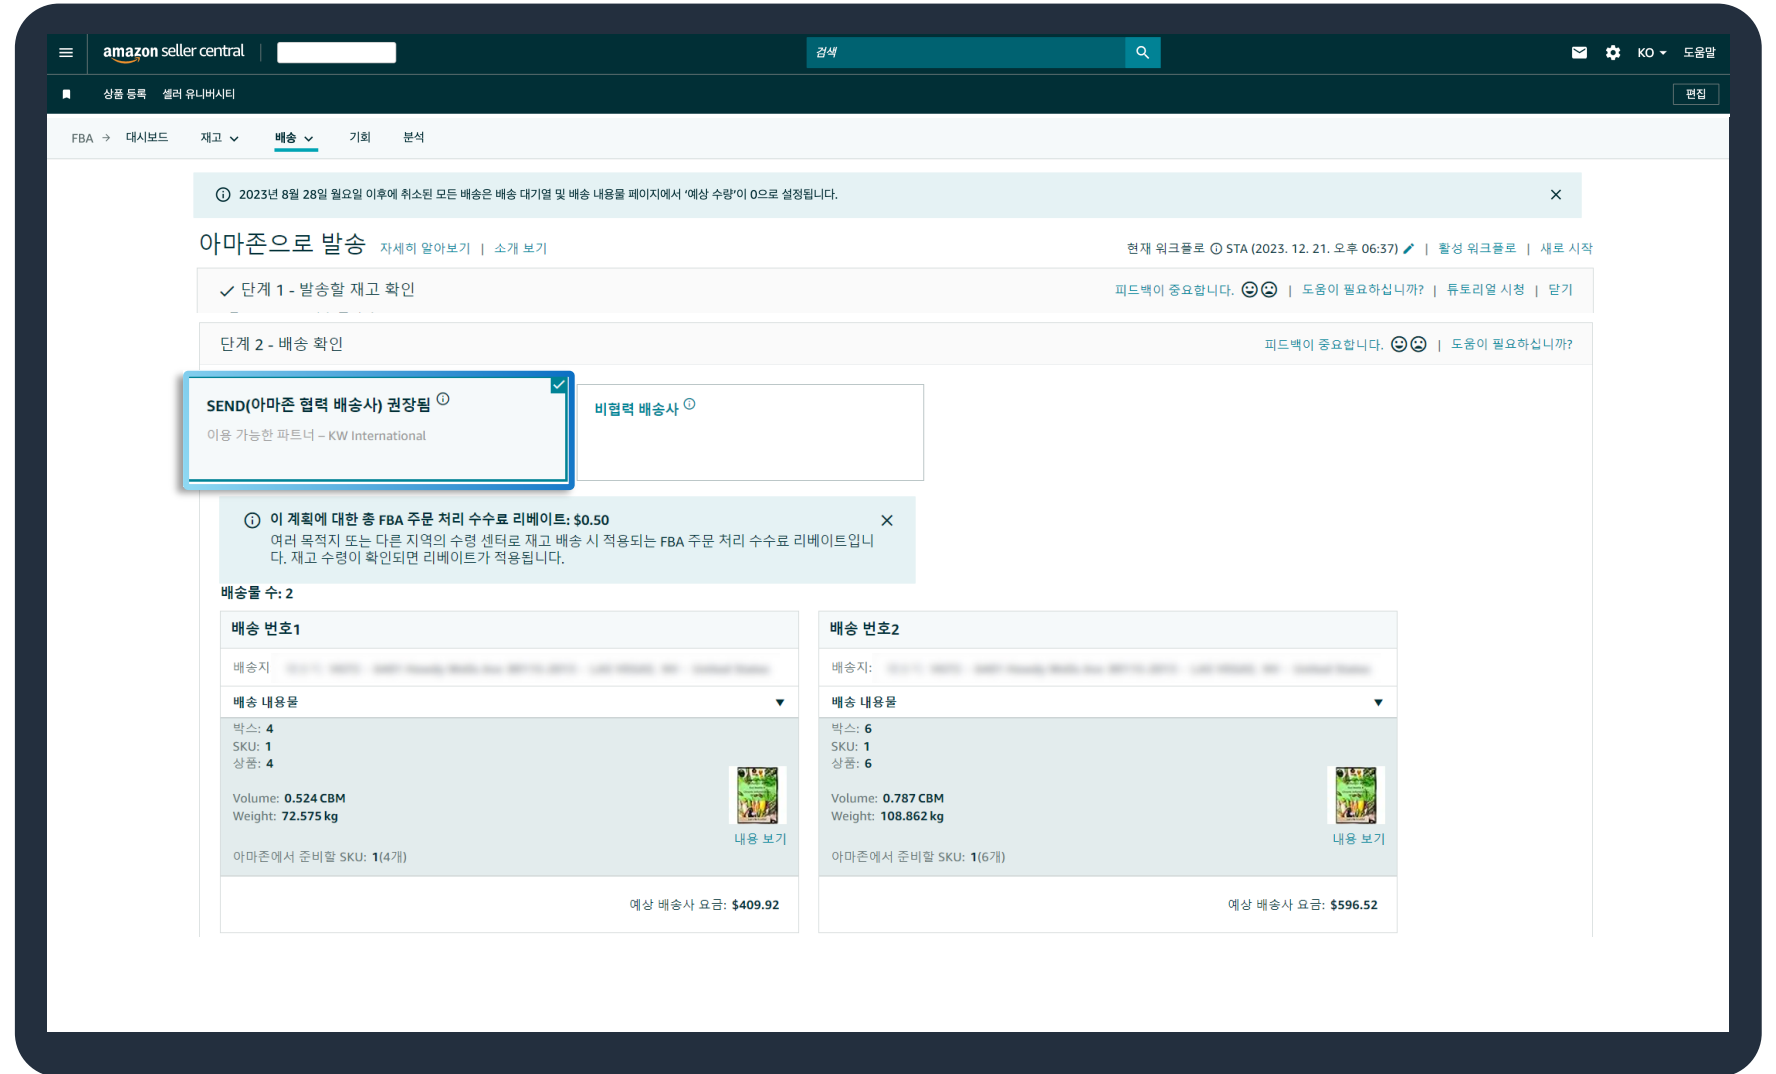 amazon seller central
검색
KO
도움말
상품 등록
셀러 유니버시티
편집
FBA → 대시보드
재고
배송
기회
분석
2023년 8월 28일 월요일 이후에 취소된 모든 배송은 배송 대기열 및 배송 내용물 페이지에서 '예상 수량'이 0으로 설정됩니다.
아마존으로 발송
자세히 알아보기 | 소개 보기
현재 워크플로 STA (2023. 12. 21. 오후 06:37) | 활성 워크플로 | 새로 시작
단계 1 - 발송할 재고 확인
피드백이 중요합니다. | 도움이 필요하십니까? | 튜토리얼 시청 | 닫기
단계 2 - 배송 확인
피드백이 중요합니다. | 도움이 필요하십니까?
SEND(아마존 협력 배송사) 권장됨
이용 가능한 파트너 – KW International
비협력 배송사
이 계획에 대한 총 FBA 주문 처리 수수료 리베이트: $0.50
여러 목적지 또는 다른 지역의 수령 센터로 재고 배송 시 적용되는 FBA 주문 처리 수수료 리베이트입니
다. 재고 수령이 확인되면 리베이트가 적용됩니다.
배송물 수: 2
배송 번호1
배송지
배송 내용물
박스: 4
SKU: 1
상품: 4
Volume: 0.524 CBM
Weight: 72.575 kg
내용 보기
아마존에서 준비할 SKU: 1(4개)
예상 배송사 요금: $409.92
배송 번호2
배송지:
배송 내용물
박스: 6
SKU: 1
상품: 6
Volume: 0.787 CBM
Weight: 108.862 kg
내용 보기
아마존에서 준비할 SKU: 1(6개)
예상 배송사 요금: $596.52